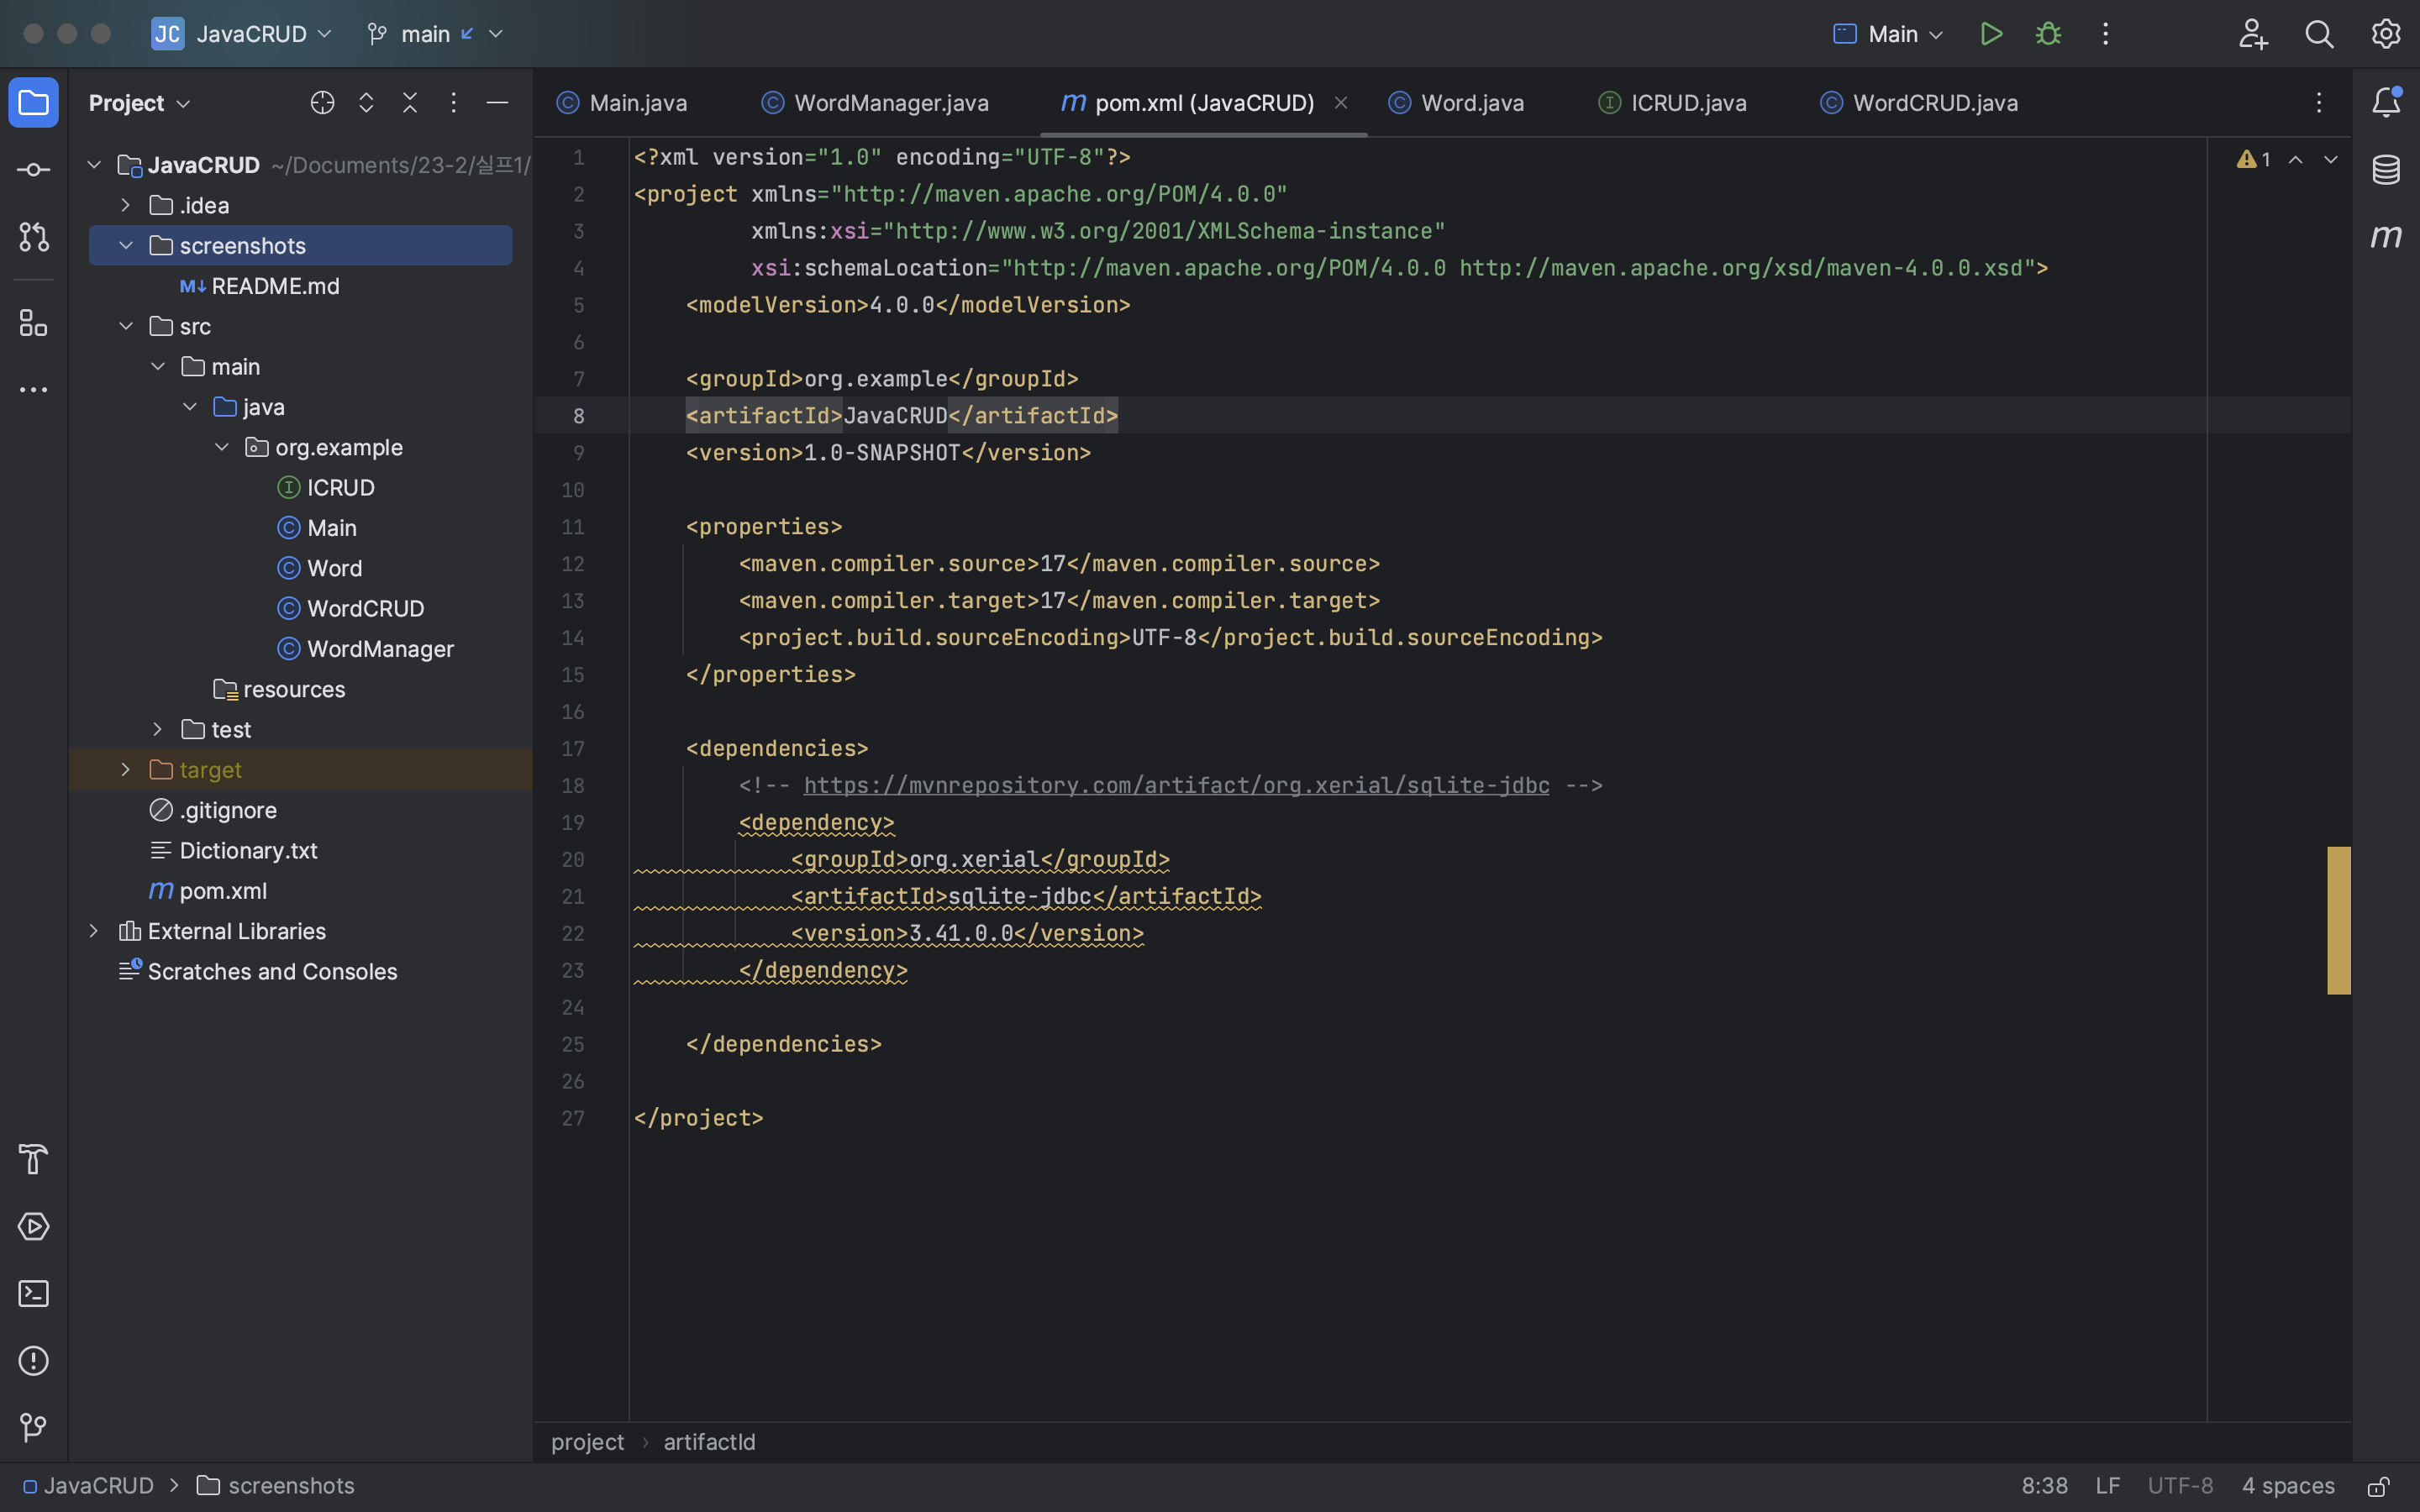 JC JavaCRUD main
Main
Project
JavaCRUD ~/Documents/23-2/실프1/
.idea
screenshots
M↓ README.md
src
main
java
org.example
I ICRUD
C Main
C Word
C WordCRUD
C WordManager
resources
test
target
.gitignore
Dictionary.txt
m pom.xml
External Libraries
Scratches and Consoles
C Main.java C WordManager.java m pom.xml (JavaCRUD) C Word.java I ICRUD.java C WordCRUD.java
1
m
1 <?xml version="1.0" encoding="UTF-8"?>
2 <project xmlns="http://maven.apache.org/POM/4.0.0"
3 xmlns:xsi="http://www.w3.org/2001/XMLSchema-instance"
4 xsi:schemaLocation="http://maven.apache.org/POM/4.0.0 http://maven.apache.org/xsd/maven-4.0.0.xsd">
5 <modelVersion>4.0.0</modelVersion>
6
7 <groupId>org.example</groupId>
8 <artifactId>JavaCRUD</artifactId>
9 <version>1.0-SNAPSHOT</version>
10
11 <properties>
12 <maven.compiler.source>17</maven.compiler.source>
13 <maven.compiler.target>17</maven.compiler.target>
14 <project.build.sourceEncoding>UTF-8</project.build.sourceEncoding>
15 </properties>
16
17 <dependencies>
18 <!-- https://mvnrepository.com/artifact/org.xerial/sqlite-jdbc -->
19 <dependency>
20 <groupId>org.xerial</groupId>
21 <artifactId>sqlite-jdbc</artifactId>
22 <version>3.41.0.0</version>
23 </dependency>
24
25 </dependencies>
26
27 </project>
project › artifactId
JavaCRUD > screenshots
8:38 LF UTF-8 4 spaces